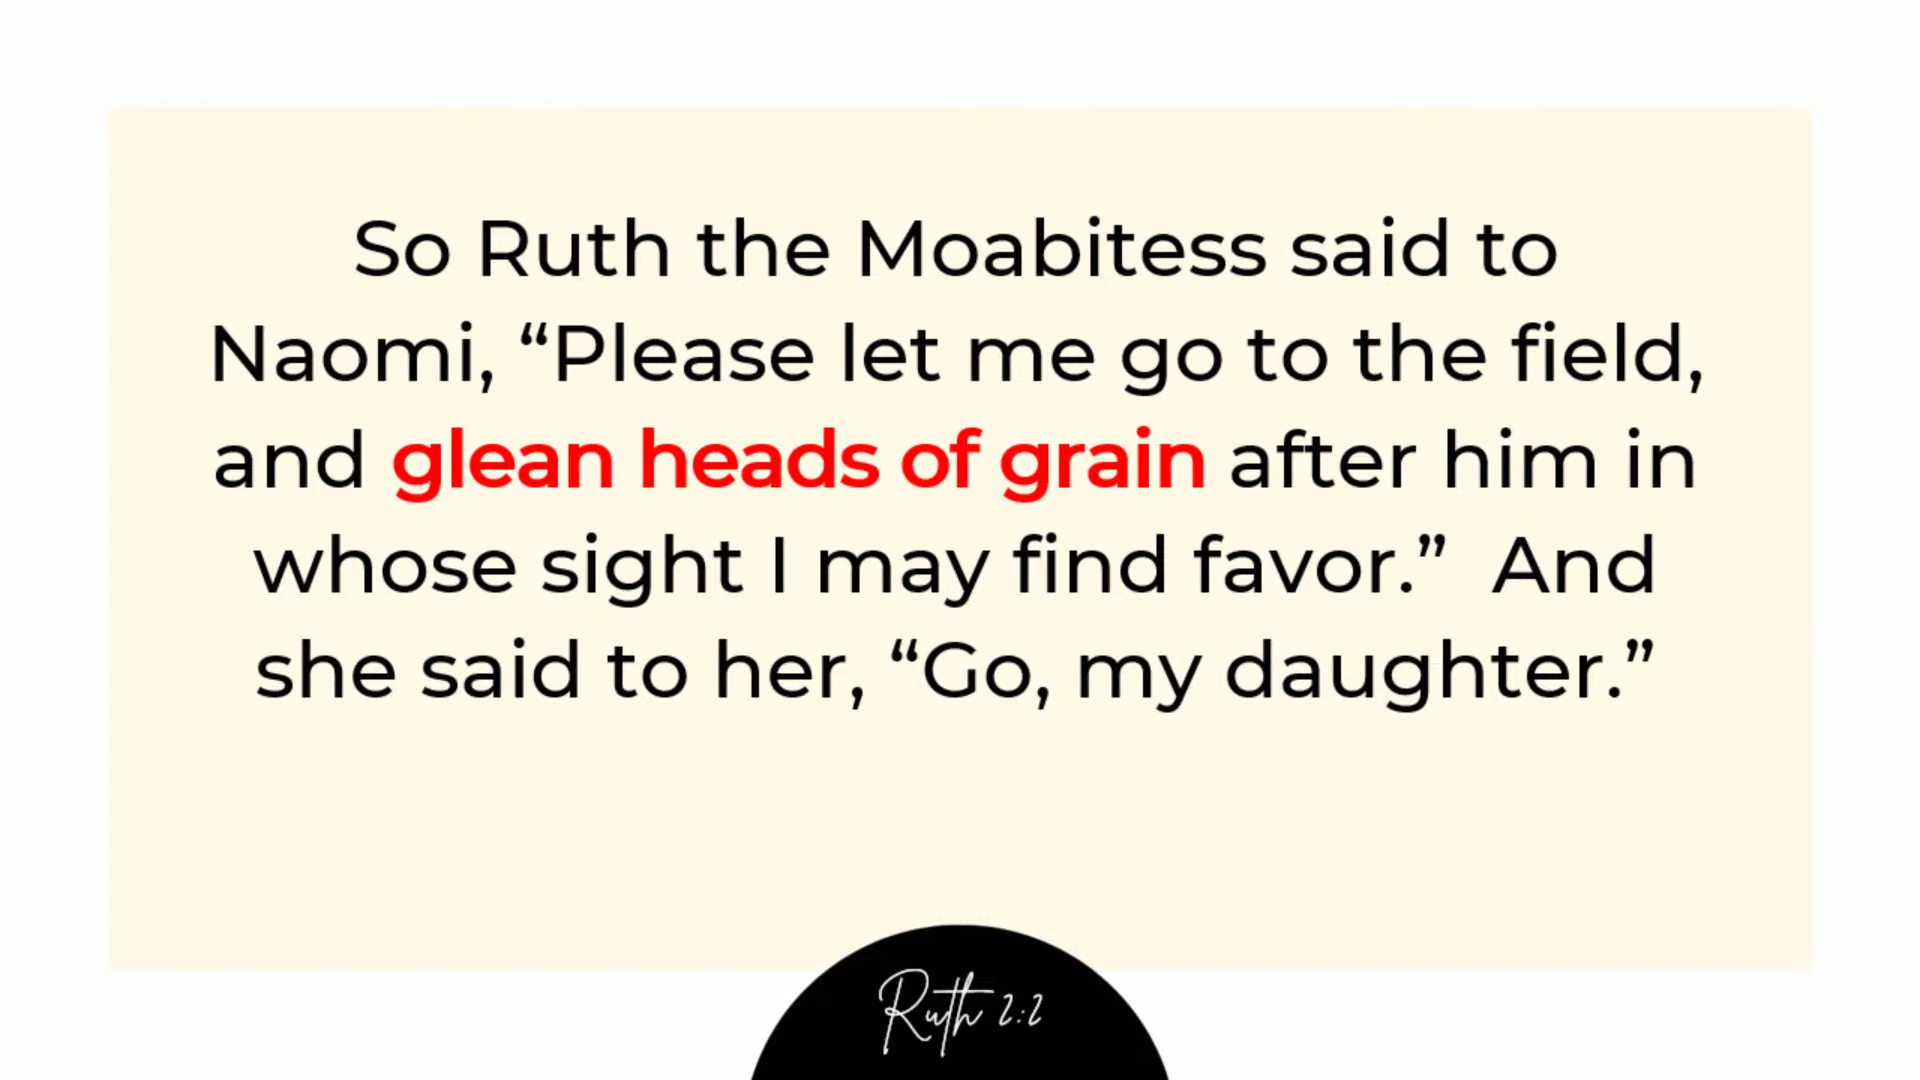 So Ruth the Moabitess said to
Naomi, “Please let me go to the field,
and glean heads of grain after him in
whose sight I may find favor.”  And
she said to her, “Go, my daughter.”
Ruth 2:2